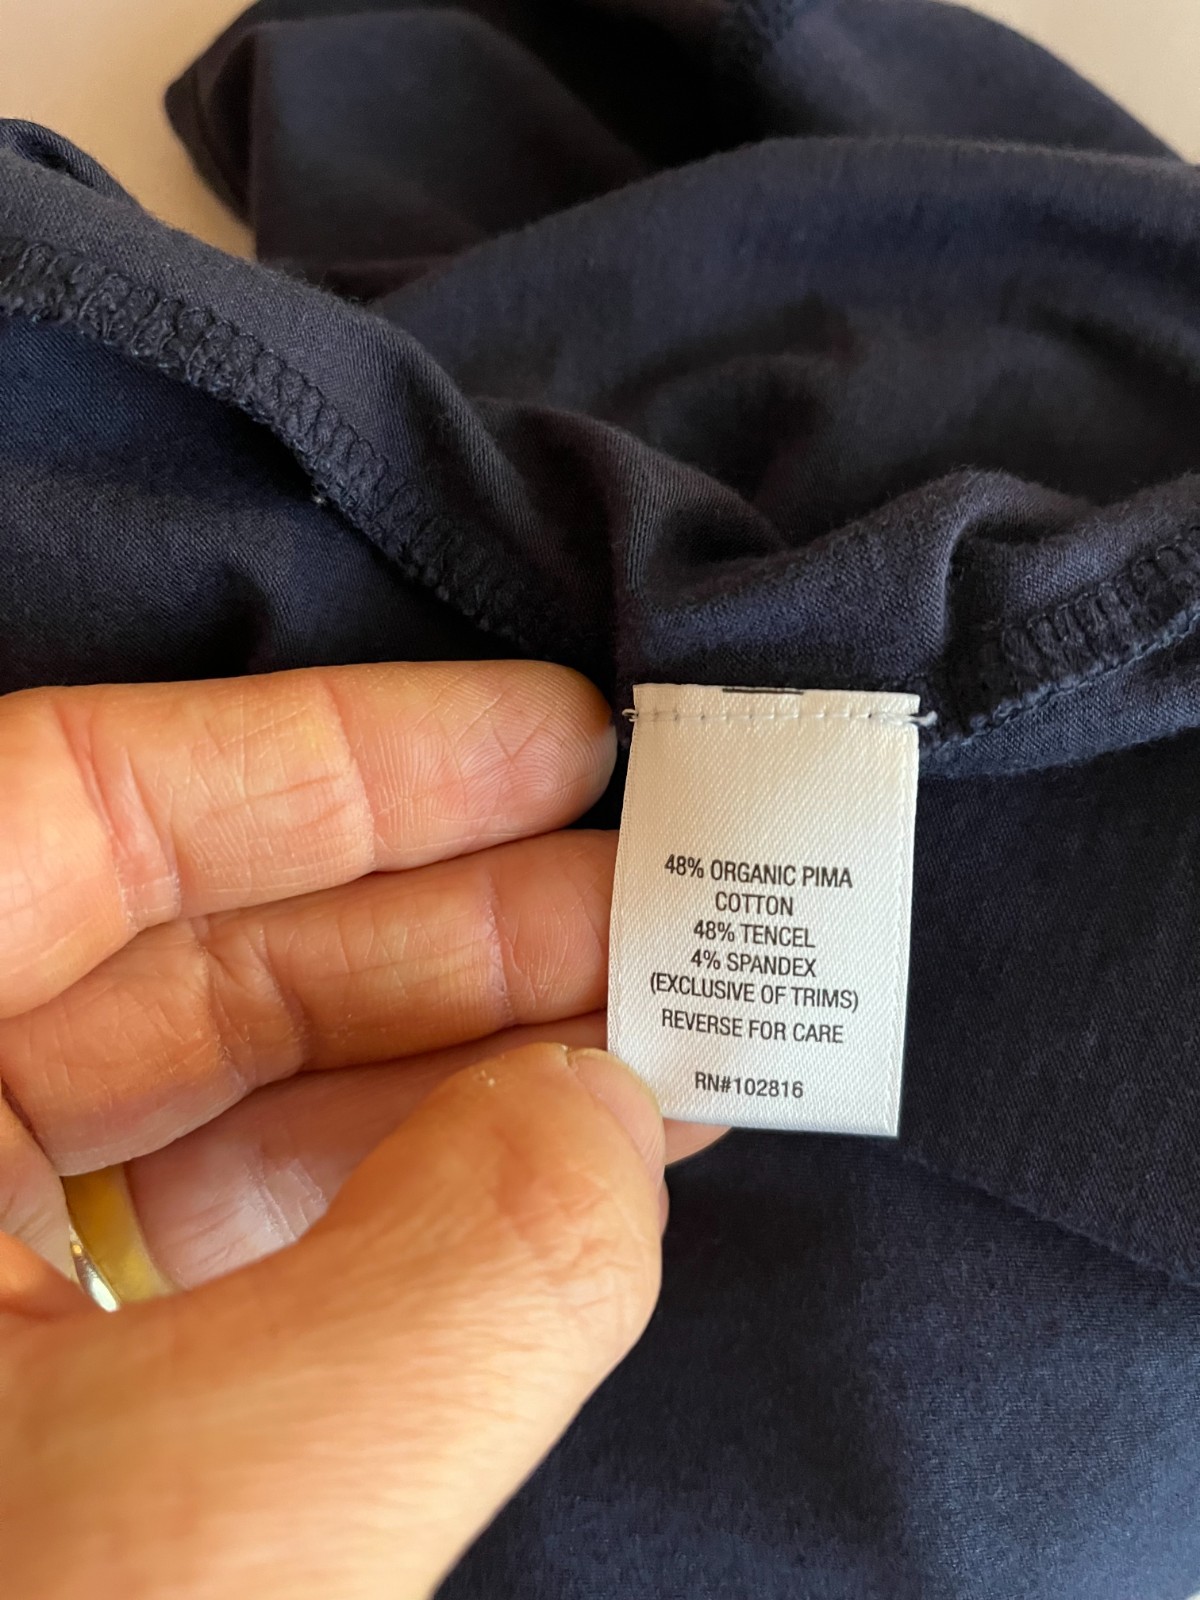 48% ORGANIC PIMA
COTTON
48% TENCEL
4% SPANDEX
(EXCLUSIVE OF TRIMS)
REVERSE FOR CARE
RN#102816